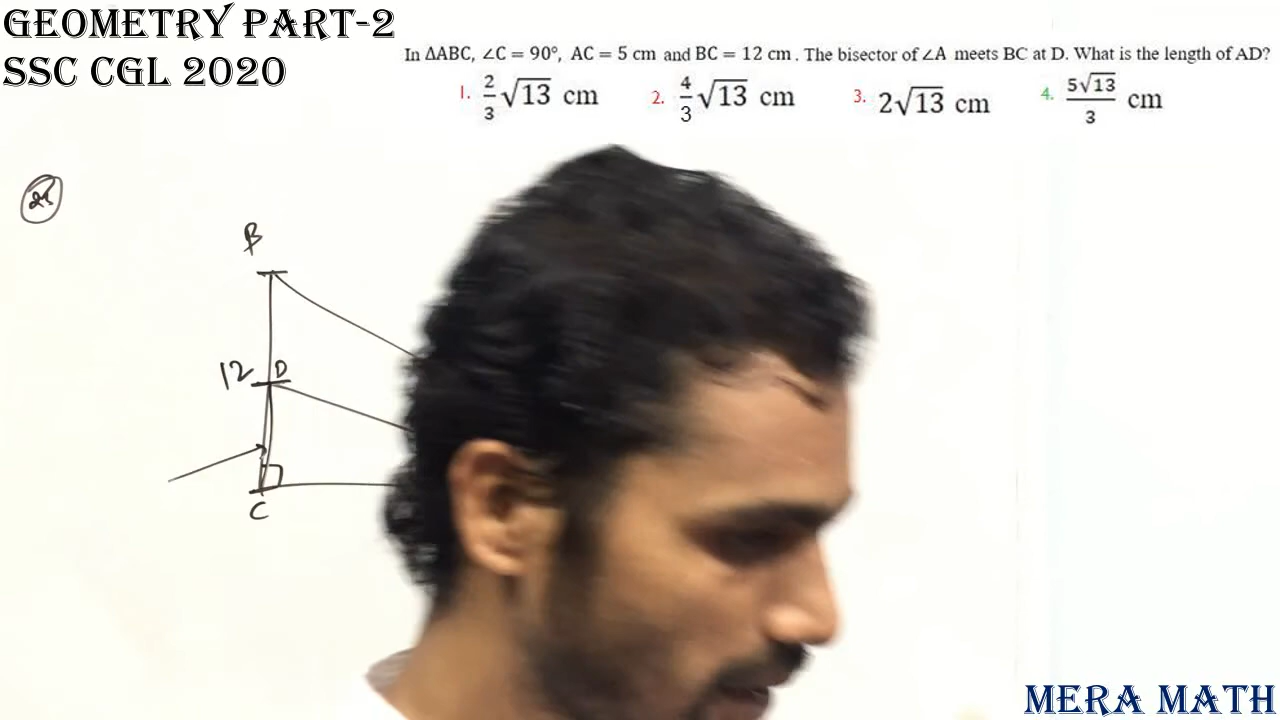 GEOMETRY PART-2
SSC CGL 2020
In ΔABC, ∠C = 90°, AC = 5 cm and BC = 12 cm. The bisector of ∠A meets BC at D. What is the length of AD?
1. 2/3 √13 cm 2. 4/3 √13 cm 3. 2√13 cm 4. 5√13/3 cm
B
12 D
C
MERA MATH